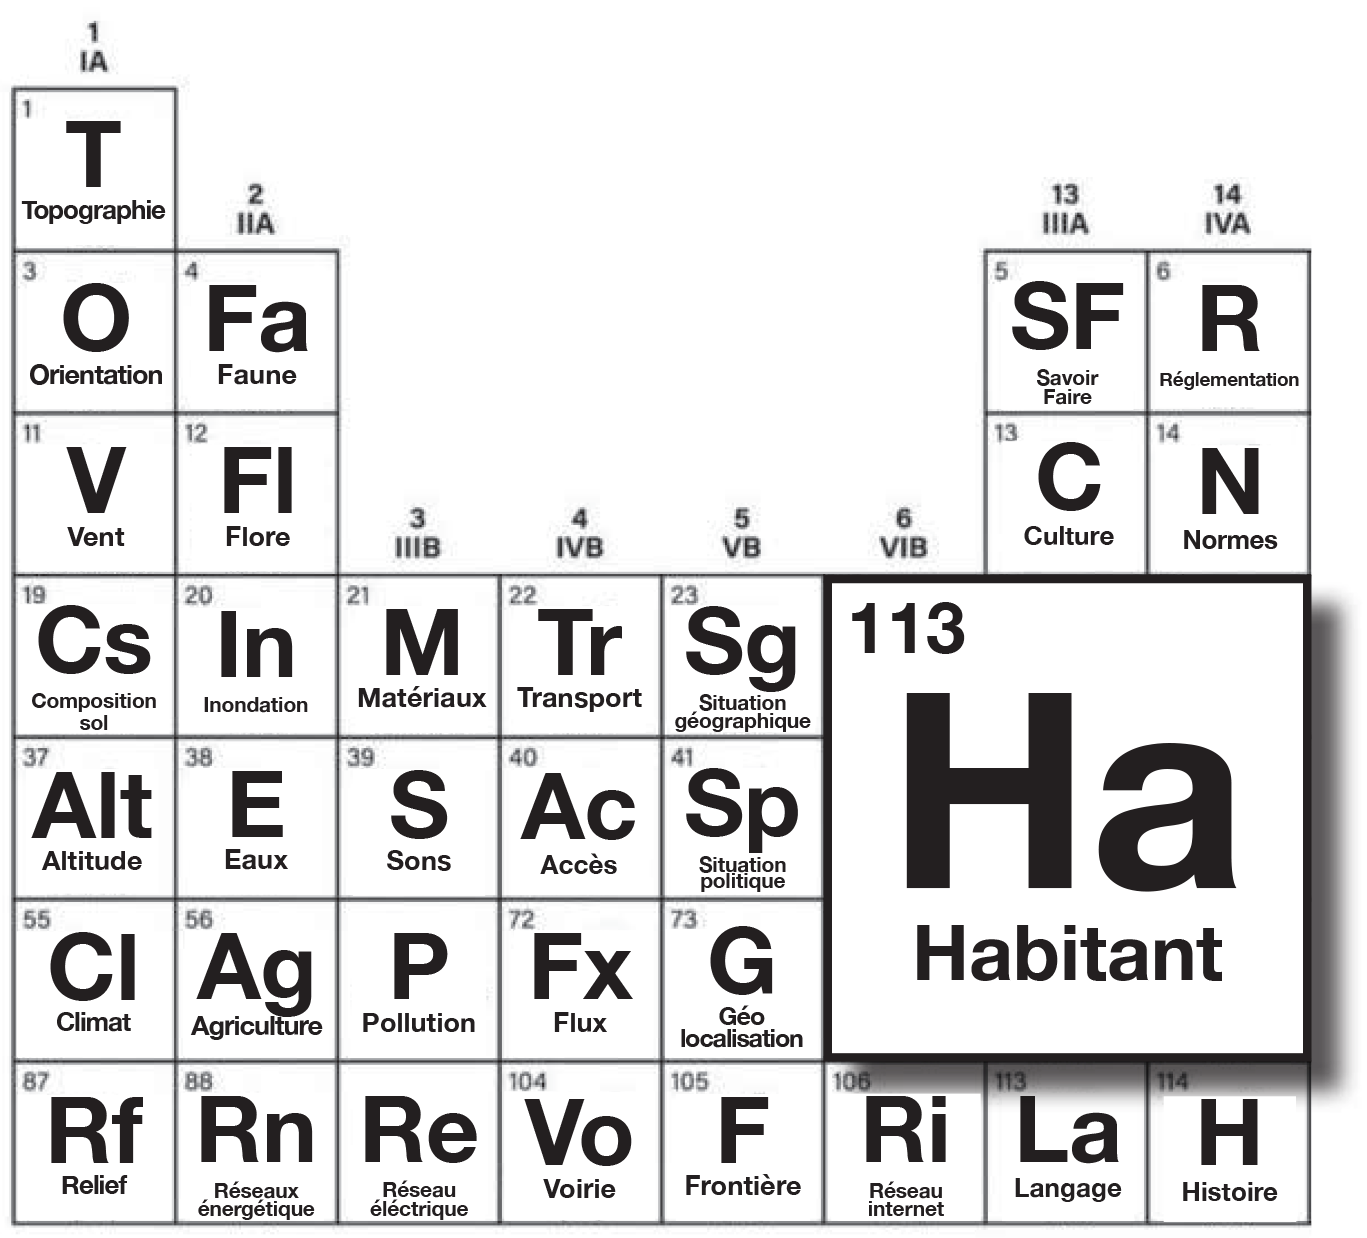 1
IA
1
T
Topographie
2
IIA
13
IIIA
14
IVA
3
O
Orientation
4
Fa
Faune
5
SF
Savoir
Faire
6
R
Réglementation
11
V
Vent
12
Fl
Flore
13
C
Culture
14
N
Normes
3
IIIB
4
IVB
5
VB
6
VIB
19
Cs
Composition
sol
20
In
Inondation
21
M
Matériaux
22
Tr
Transport
23
Sg
Situation
géographique
113
Ha
Habitant
37
Alt
Altitude
38
E
Eaux
39
S
Sons
40
Ac
Accès
41
Sp
Situation
politique
55
Cl
Climat
56
Ag
Agriculture
P
Pollution
72
Fx
Flux
73
G
Géo
localisation
87
Rf
Relief
88
Rn
Réseaux
énergétique
Re
Réseau
éléctrique
104
Vo
Voirie
105
F
Frontière
106
Ri
Réseau
internet
113
La
Langage
114
H
Histoire